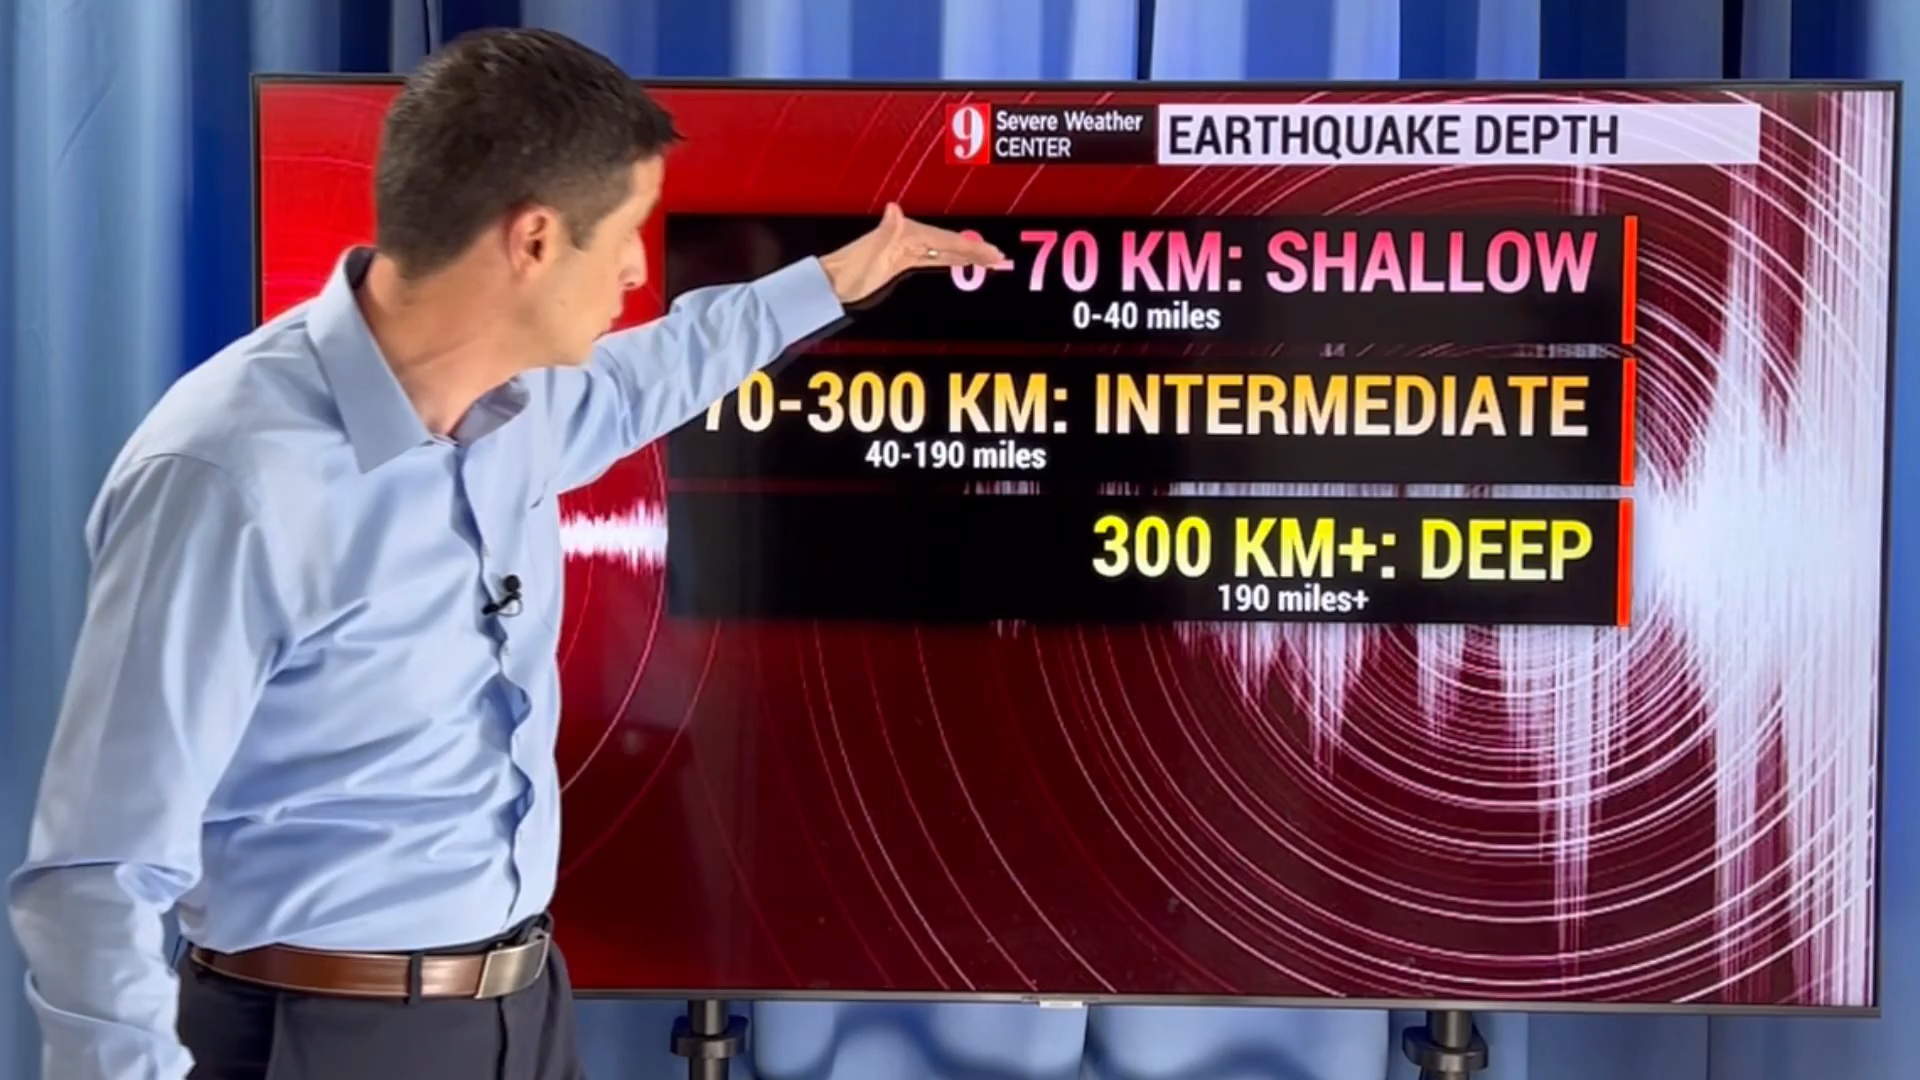 9 Severe Weather CENTER
EARTHQUAKE DEPTH
0-70 KM: SHALLOW
0-40 miles
70-300 KM: INTERMEDIATE
40-190 miles
300 KM+: DEEP
190 miles+